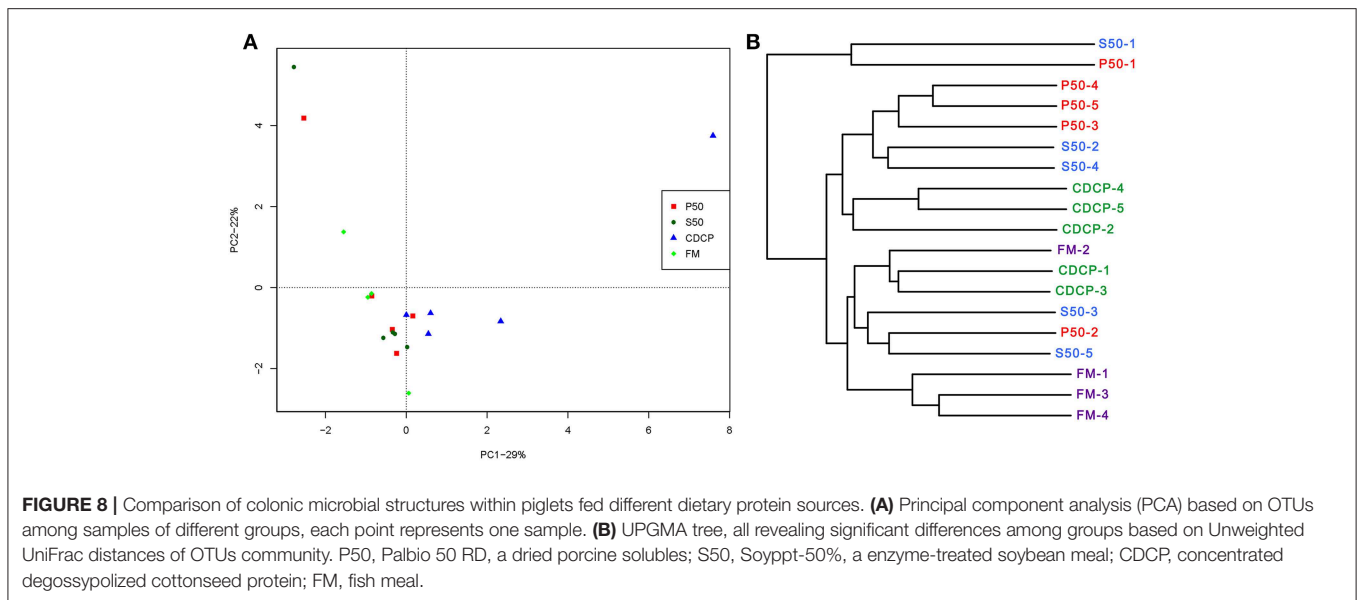 A
B
PC2−22%
4
2
0
−2
−2
0
2
4
6
8
PC1−29%
P50
S50
CDCP
FM
S50-1
P50-1
P50-4
P50-5
P50-3
S50-2
S50-4
CDCP-4
CDCP-5
CDCP-2
FM-2
CDCP-1
CDCP-3
S50-3
P50-2
S50-5
FM-1
FM-3
FM-4
FIGURE 8 | Comparison of colonic microbial structures within piglets fed different dietary protein sources. (A) Principal component analysis (PCA) based on OTUs
among samples of different groups, each point represents one sample. (B) UPGMA tree, all revealing significant differences among groups based on Unweighted
UniFrac distances of OTUs community. P50, Palbio 50 RD, a dried porcine solubles; S50, Soyppt-50%, a enzyme-treated soybean meal; CDCP, concentrated
degossypolized cottonseed protein; FM, fish meal.